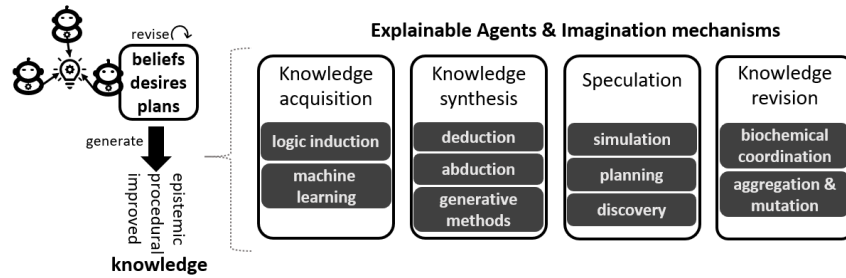 revise
beliefs
desires
plans
generate
epistemic
procedural
improved
knowledge
Explainable Agents & Imagination mechanisms
Knowledge
acquisition
logic induction
machine
learning
Knowledge
synthesis
deduction
abduction
generative
methods
Speculation
simulation
planning
discovery
Knowledge
revision
biochemical
coordination
aggregation &
mutation